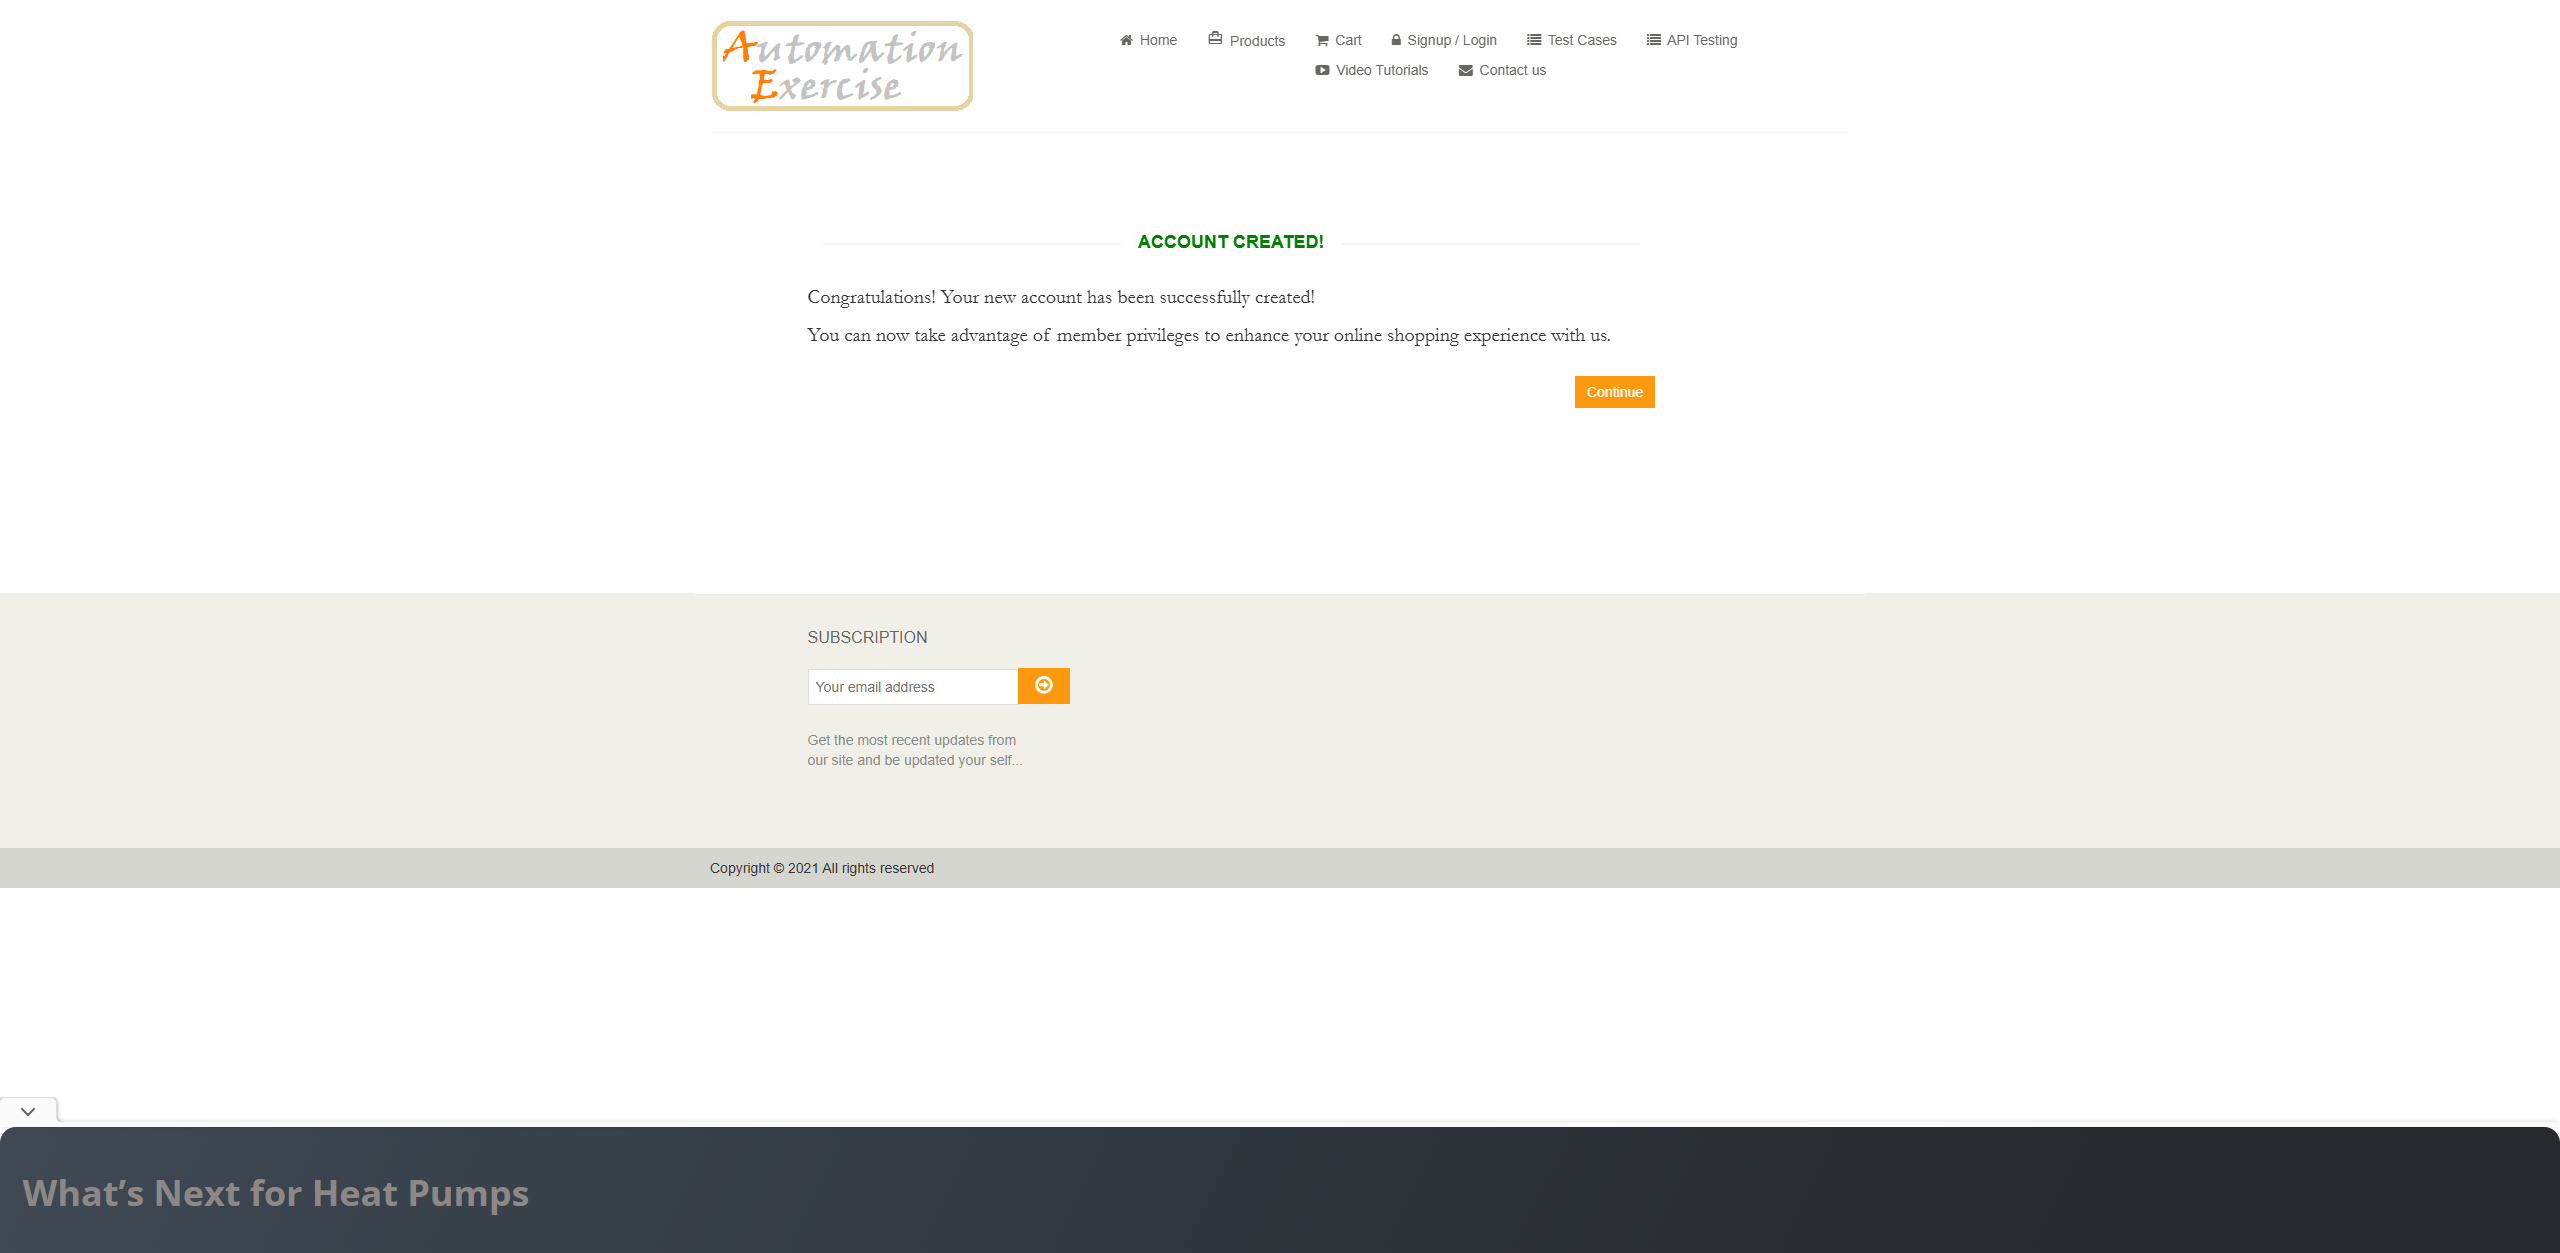 Automation
Exercise
Home
Products
Cart
Signup / Login
Test Cases
API Testing
Video Tutorials
Contact us
ACCOUNT CREATED!
Congratulations! Your new account has been successfully created!
You can now take advantage of member privileges to enhance your online shopping experience with us.
Continue
SUBSCRIPTION
Your email address
Get the most recent updates from
our site and be updated your self...
Copyright © 2021 All rights reserved
What’s Next for Heat Pumps